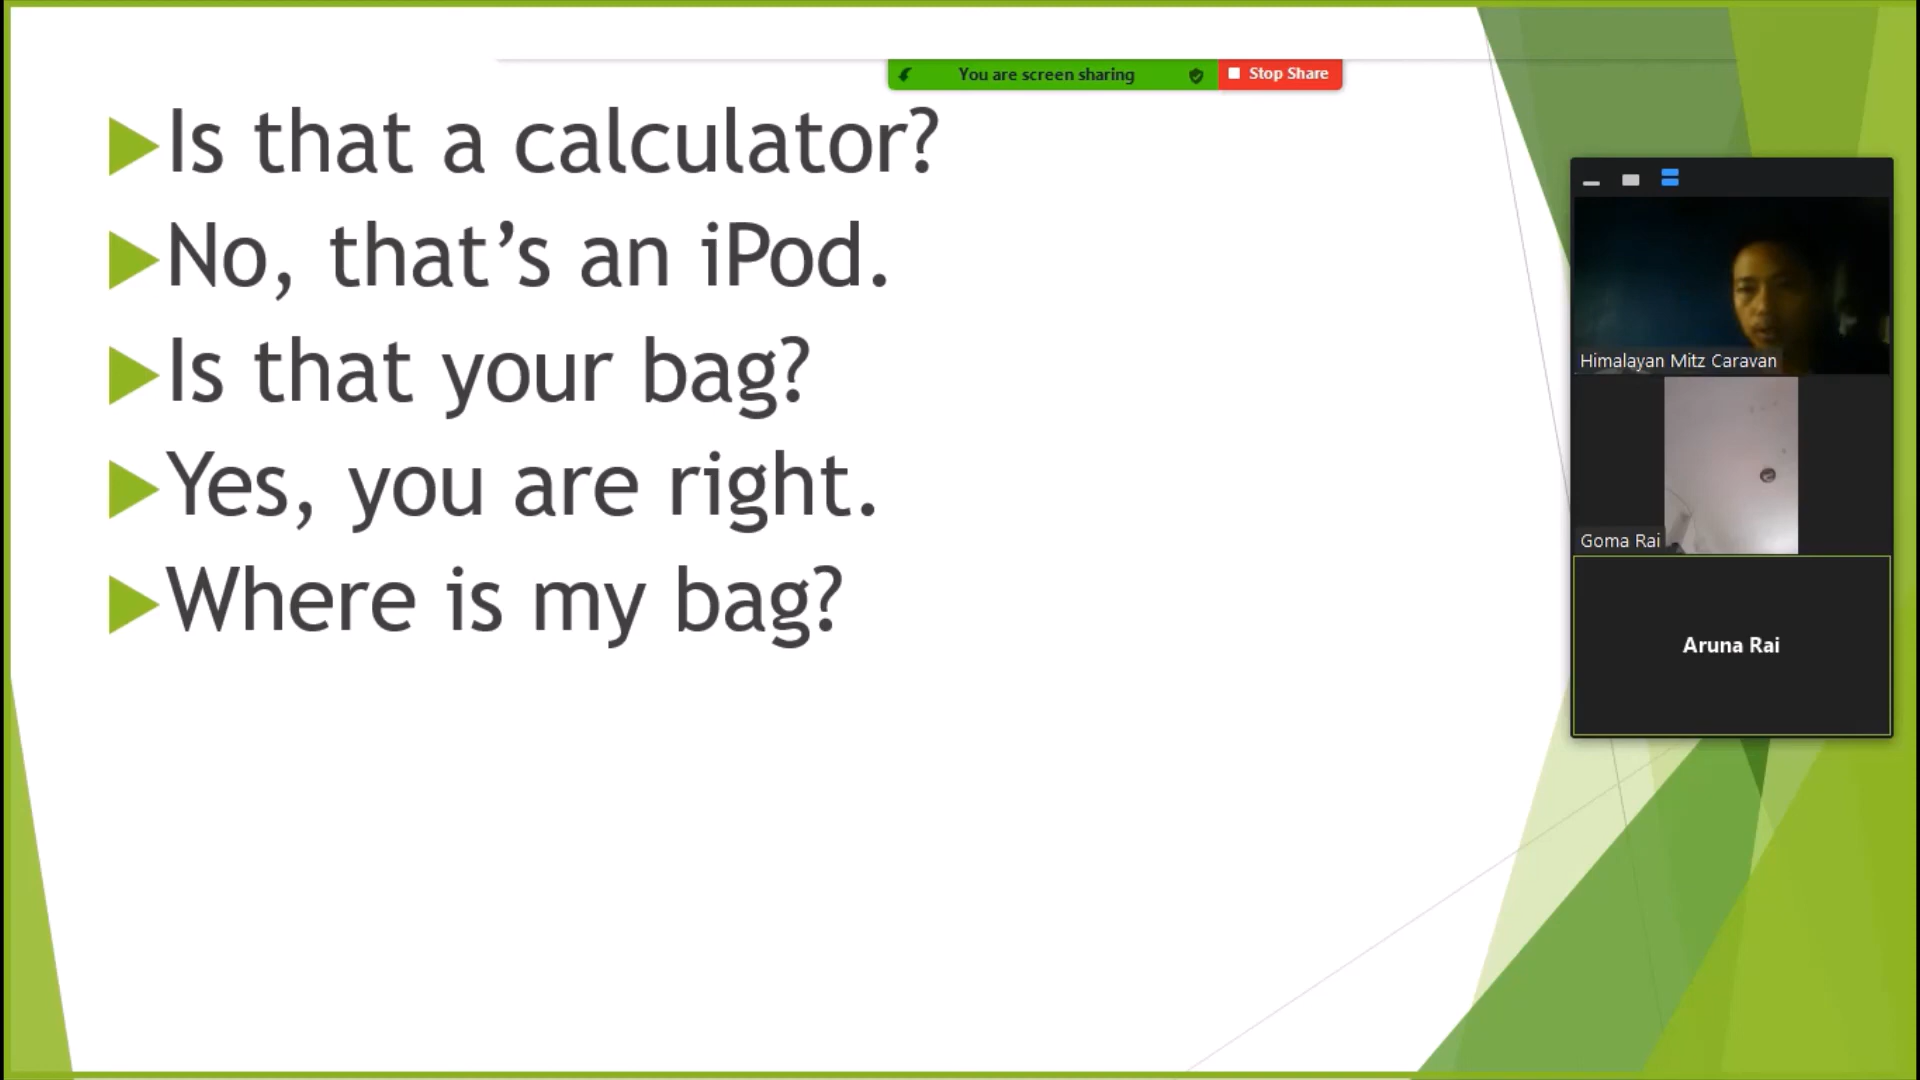 You are screen sharing
Stop Share
Is that a calculator?
No, that’s an iPod.
Is that your bag?
Yes, you are right.
Where is my bag?
Himalayan Mitz Caravan
Goma Rai
Aruna Rai